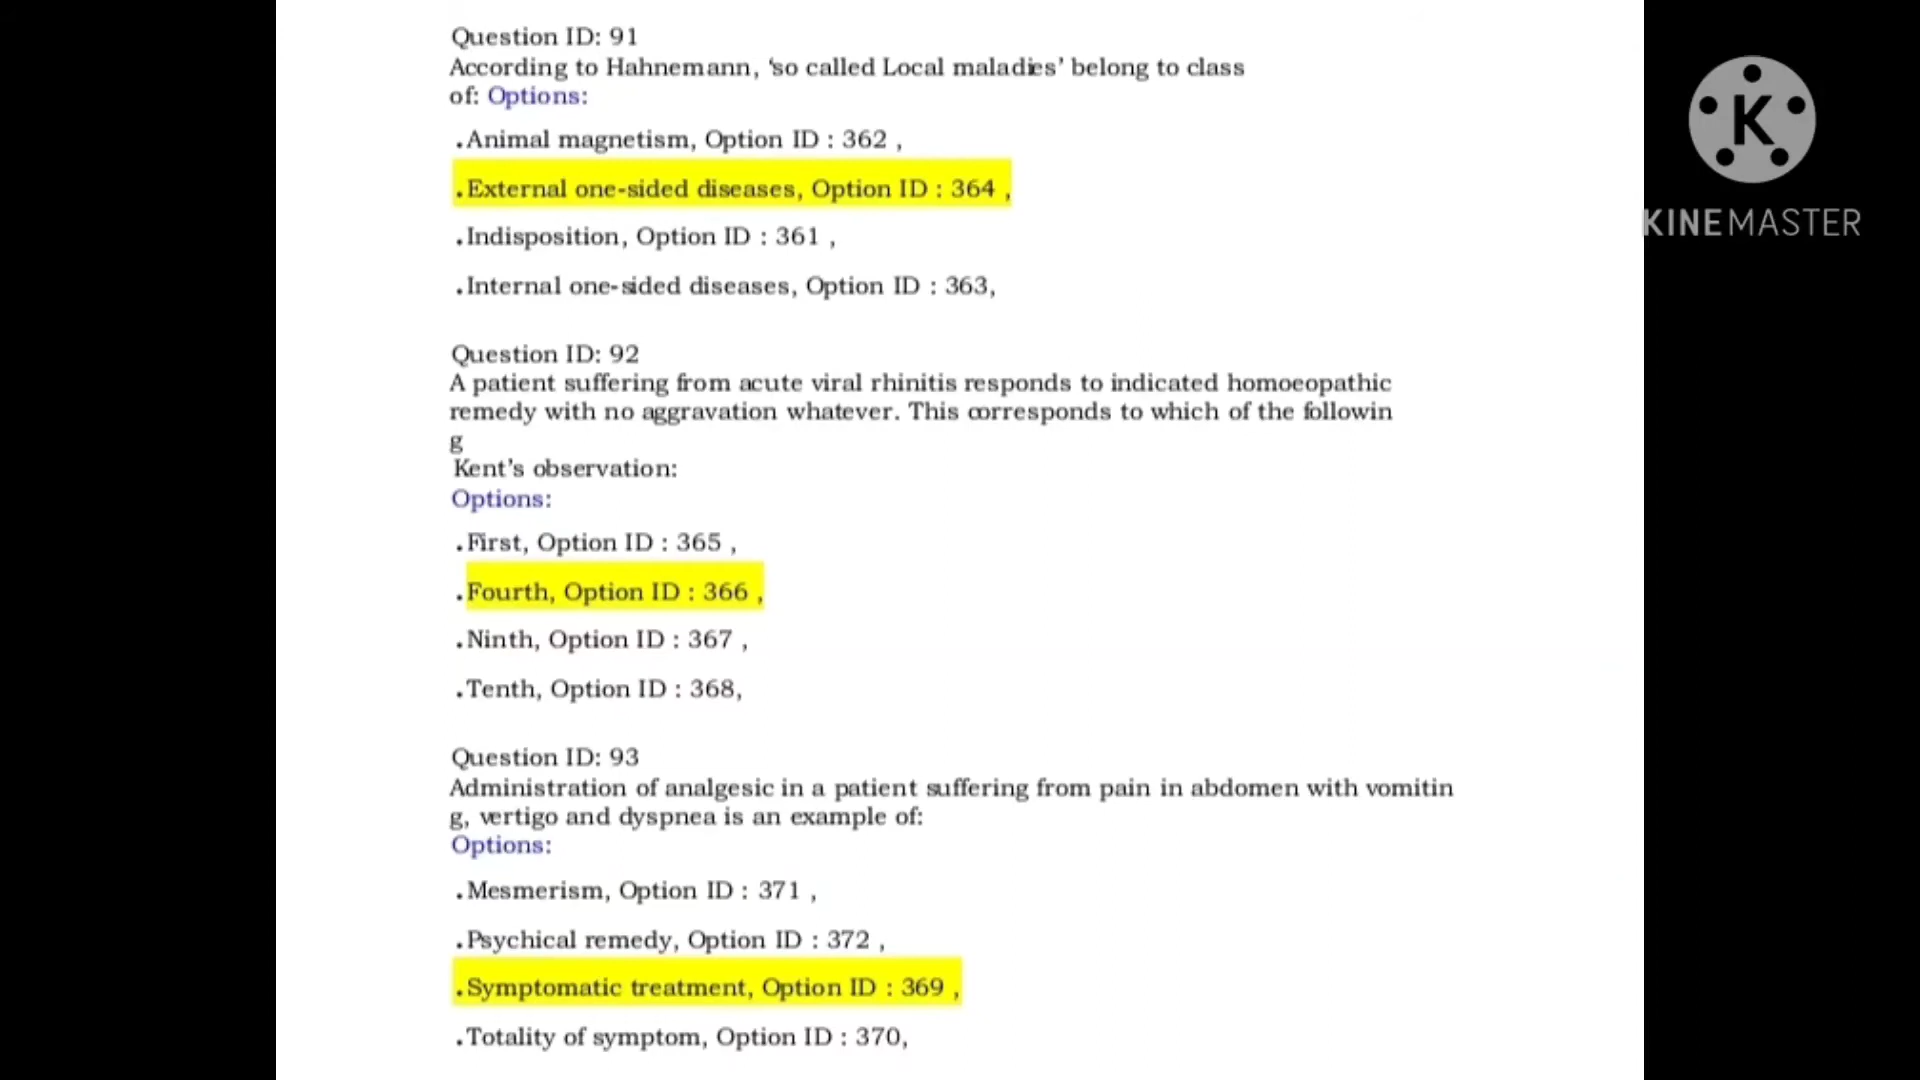 Question ID: 91
According to Hahnemann, ‘so called Local maladies’ belong to class
of: Options:
.Animal magnetism, Option ID : 362 ,
.External one-sided diseases, Option ID : 364 ,
.Indisposition, Option ID : 361 ,
.Internal one-sided diseases, Option ID : 363,
Question ID: 92
A patient suffering from acute viral rhinitis responds to indicated homoeopathic
remedy with no aggravation whatever. This corresponds to which of the followin
g
Kent’s observation:
Options:
.First, Option ID : 365 ,
.Fourth, Option ID : 366 ,
.Ninth, Option ID : 367 ,
.Tenth, Option ID : 368,
Question ID: 93
Administration of analgesic in a patient suffering from pain in abdomen with vomitin
g, vertigo and dyspnea is an example of:
Options:
.Mesmerism, Option ID : 371 ,
.Psychical remedy, Option ID : 372 ,
.Symptomatic treatment, Option ID : 369 ,
.Totality of symptom, Option ID : 370,
K
KINEMASTER